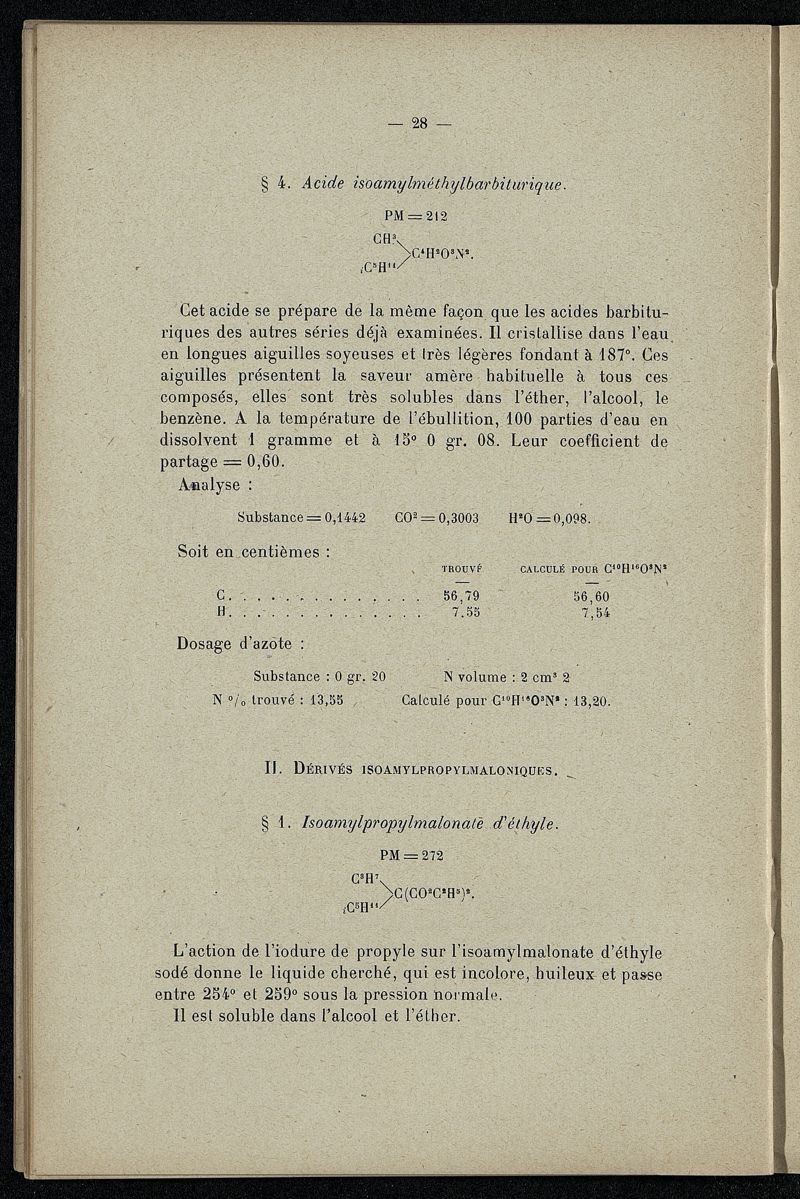 — 28 —
§ 4. Acide isoamylméthylbarbiturique.
PM = 212
CH³
>C⁴H²O³N².
iC⁵H¹¹
Cet acide se prépare de la même façon que les acides barbitu-
riques des autres séries déjà examinées. Il cristallise dans l'eau
en longues aiguilles soyeuses et très légères fondant à 187°. Ces
aiguilles présentent la saveur amère habituelle à tous ces
composés, elles sont très solubles dans l'éther, l'alcool, le
benzène. A la température de l'ébullition, 100 parties d'eau en
dissolvent 1 gramme et à 15° 0 gr. 08. Leur coefficient de
partage = 0,60.
Analyse :
Substance = 0,1442 CO² = 0,3003 H²O = 0,098.
Soit en centièmes :
TROUVÉ CALCULÉ POUR C¹⁰H¹⁶O³N²
— —
C. . . . . . . . . . . . . . 56,79 56,60
H. . . . . . . . . . . . . . 7.55 7,54
Dosage d'azote :
Substance : 0 gr. 20 N volume : 2 cm³ 2
N °/₀ trouvé : 13,55 Calculé pour C¹⁰H¹⁶O³N² : 13,20.
II. DÉRIVÉS ISOAMYLPROPYLMALONIQUES.
§ 1. Isoamylpropylmalonate d'éthyle.
PM = 272
C³H⁷
>C(CO²C²H⁵)².
iC⁵H¹¹
L'action de l'iodure de propyle sur l'isoamylmalonate d'éthyle
sodé donne le liquide cherché, qui est incolore, huileux et passe
entre 254° et 259° sous la pression normale.
Il est soluble dans l'alcool et l'éther.